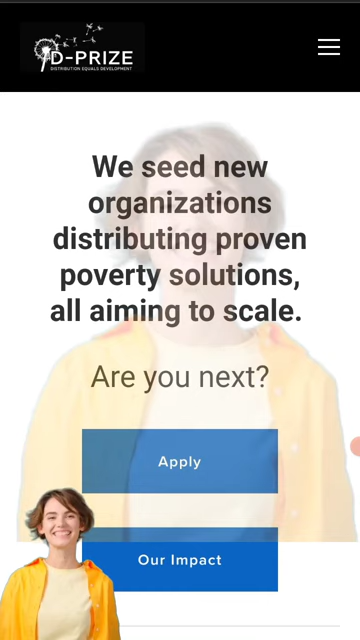 D-PRIZE
DISTRIBUTION EQUALS DEVELOPMENT
We seed new
organizations
distributing proven
poverty solutions,
all aiming to scale.
Are you next?
Apply
Our Impact